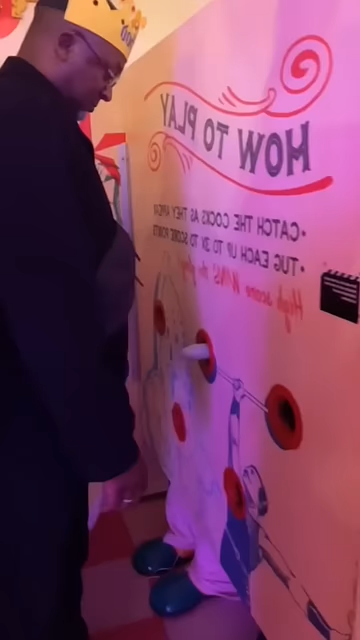 HOW TO PLAY
•CATCH THE COCKS AS THEY APPEAR
•TUG EACH UP TO 3X TO SCORE POINTS
High score WINS the